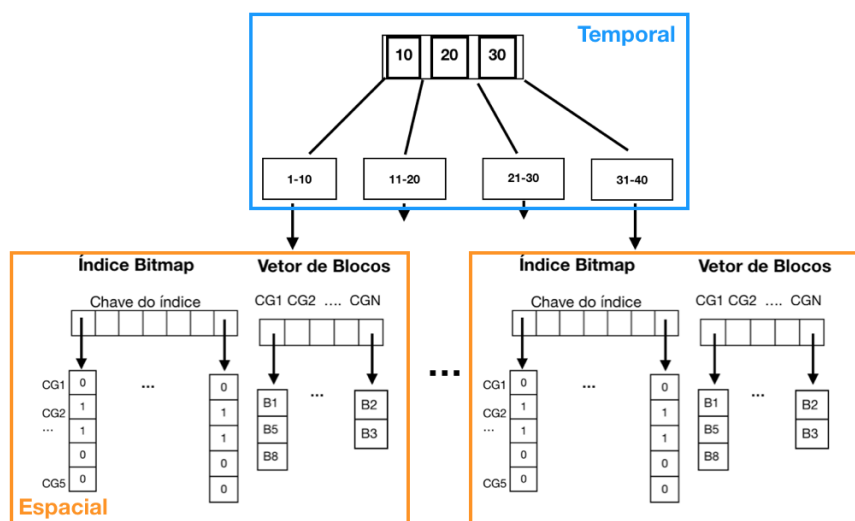 Temporal
10 20 30
1-10 11-20 21-30 31-40
Índice Bitmap Vetor de Blocos
Chave do índice CG1 CG2 .... CGN
CG1 0 ... 0
CG2 1 1
... 1 1
0 0
CG5 0 0
B1 ... B2
B5 B3
B8
Espacial
...
Índice Bitmap Vetor de Blocos
Chave do índice CG1 CG2 .... CGN
CG1 0 ... 0
CG2 1 1
... 1 1
0 0
CG5 0 0
B1 ... B2
B5 B3
B8